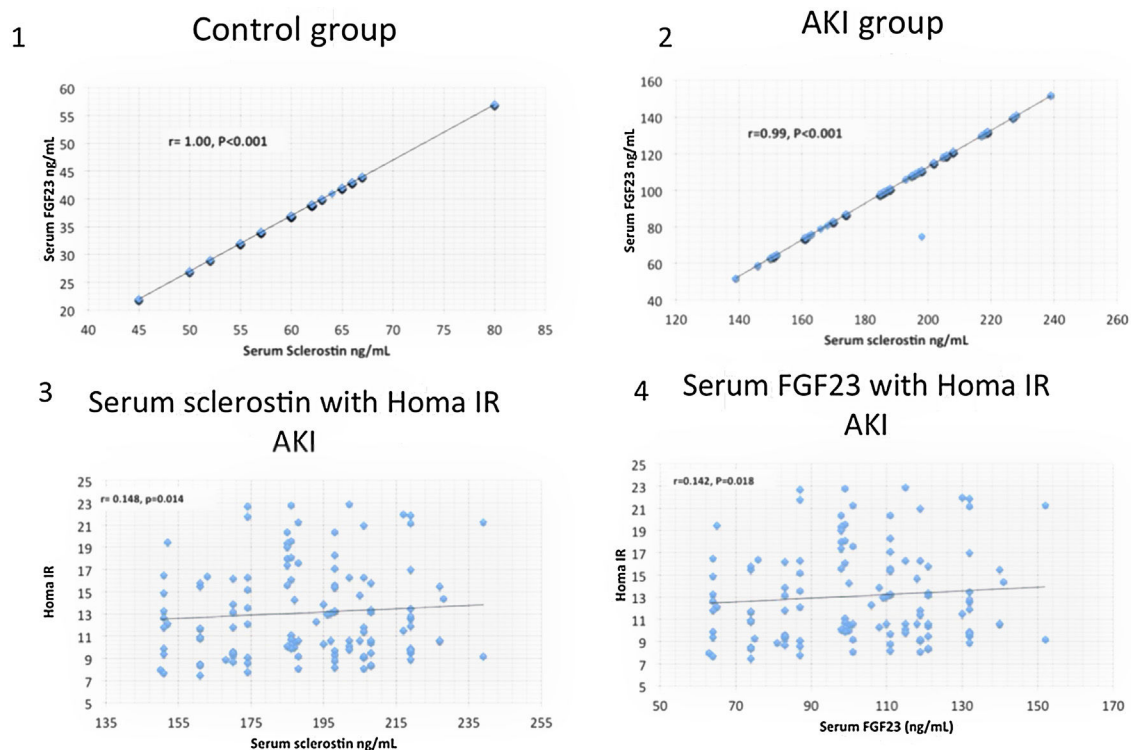 1
Control group
60
55
50
45
40
35
30
25
20
Serum FGF23 ng/mL
r= 1.00, P<0.001
40 45 50 55 60 65 70 75 80 85
Serum Sclerostin ng/mL
2
AKI group
160
140
120
100
80
60
40
Serum FGF23 ng/mL
r=0.99, P<0.001
120 140 160 180 200 220 240 260
Serum sclerostin ng/mL
3
Serum sclerostin with Homa IR
AKI
25
23
21
19
17
15
13
11
9
7
5
Homa IR
r= 0.148, p=0.014
135 155 175 195 215 235 255
Serum sclerostin ng/mL
4
Serum FGF23 with Homa IR
AKI
25
23
21
19
17
15
13
11
9
7
5
Homa IR
r=0.142, P=0.018
50 70 90 110 130 150 170
Serum FGF23 (ng/mL)